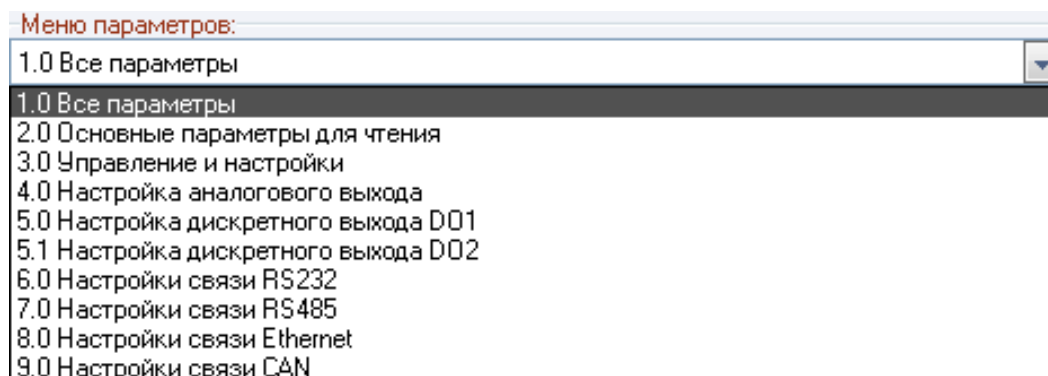 Меню параметров:
1.0 Все параметры
1.0 Все параметры
2.0 Основные параметры для чтения
3.0 Управление и настройки
4.0 Настройка аналогового выхода
5.0 Настройка дискретного выхода DO1
5.1 Настройка дискретного выхода DO2
6.0 Настройки связи RS232
7.0 Настройки связи RS485
8.0 Настройки связи Ethernet
9.0 Настройки связи CAN